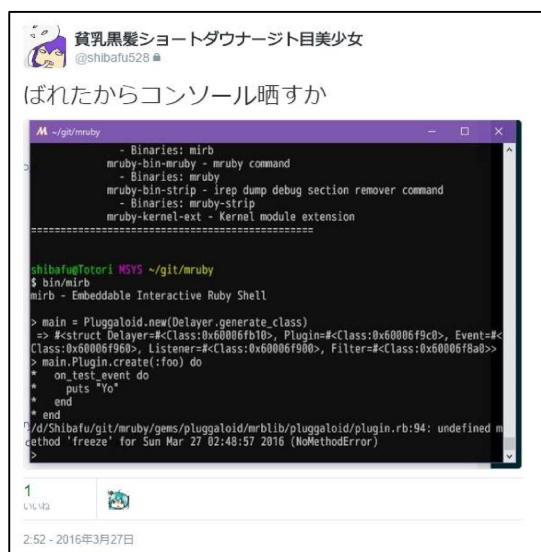 貧乳黒髪ショートダウナージト目美少女
@shibafu528
ばれたからコンソール晒すか
M ~/git/mruby
- Binaries: mirb
mruby-bin-mruby - mruby command
- Binaries: mruby
mruby-bin-strip - irep dump debug section remover command
- Binaries: mruby-strip
mruby-kernel-ext - Kernel module extension
================================================
shibafu@Totori MSYS ~/git/mruby
$ bin/mirb
mirb - Embeddable Interactive Ruby Shell
> main = Pluggaloid.new(Delayer.generate_class)
=> #<struct Delayer=#<Class:0x60006fb10>, Plugin=#<Class:0x60006f9c0>, Event=#<
Class:0x60006f960>, Listener=#<Class:0x60006f900>, Filter=#<Class:0x60006f8a0>>
> main.Plugin.create(:foo) do
* on_test_event do
* puts "Yo"
* end
* end
/d/Shibafu/git/mruby/gems/pluggaloid/mrblib/pluggaloid/plugin.rb:94: undefined m
ethod 'freeze' for Sun Mar 27 02:48:57 2016 (NoMethodError)
>
1
いいね
2:52 - 2016年3月27日